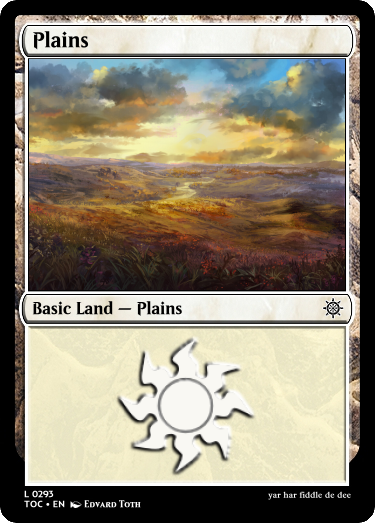 Plains
Basic Land — Plains
L 0293
TOC • EN Edvard Toth
yar har fiddle de dee